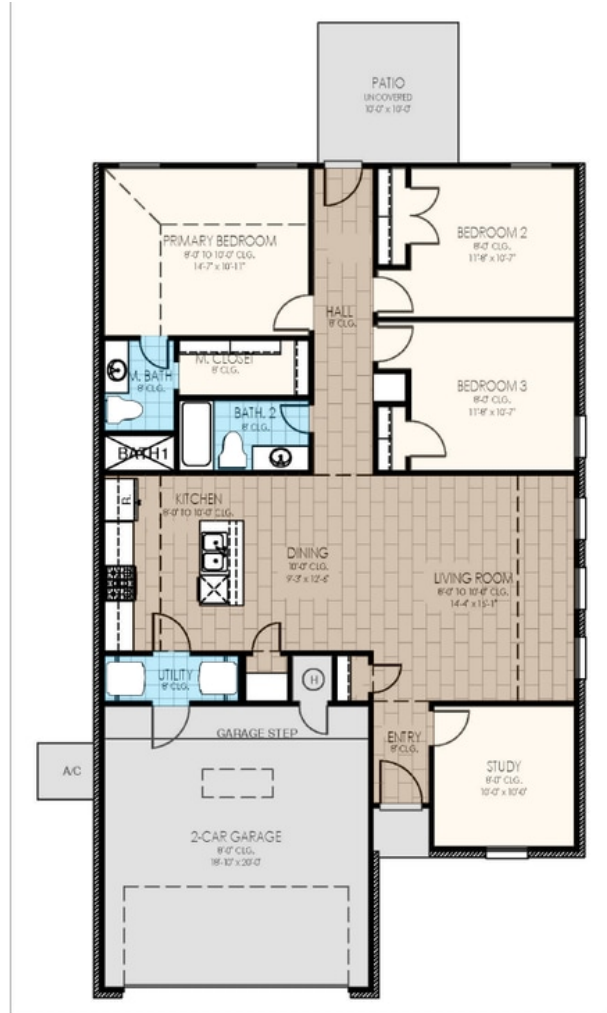 PATIO
UNCOVERED
10'-0" x 10'-0"
PRIMARY BEDROOM
8'-0" TO 10'-0" CLG.
14'-7" x 10'-11"
BEDROOM 2
8'-0" CLG.
11'-8" x 10'-7"
HALL
8' CLG.
M. CLOSET
8' CLG.
M. BATH
8' CLG.
BEDROOM 3
8'-0" CLG.
11'-8" x 10'-7"
BATH. 2
8' CLG.
BATH1
R.
KITCHEN
8'-0" TO 10'-0" CLG.
DINING
10'-0" CLG.
9'-3" x 12'-6"
LIVING ROOM
8'-0" TO 10'-0" CLG.
14'-4" x 15'-1"
UTILITY
8' CLG.
H
GARAGE STEP
ENTRY
8' CLG.
STUDY
8'-0" CLG.
10'-0" x 10'-0"
A/C
2-CAR GARAGE
8'-0" CLG.
18'-10" x 20'-0"